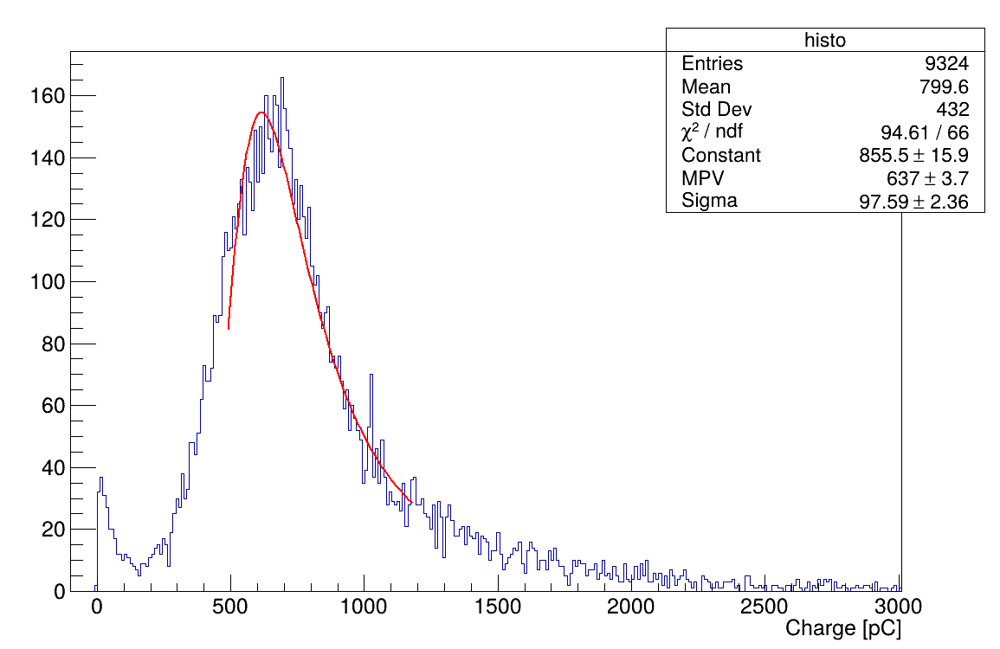 histo
Entries 9324
Mean 799.6
Std Dev 432
χ² / ndf 94.61 / 66
Constant 855.5 ± 15.9
MPV 637 ± 3.7
Sigma 97.59 ± 2.36
160
140
120
100
80
60
40
20
0
0 500 1000 1500 2000 2500 3000
Charge [pC]